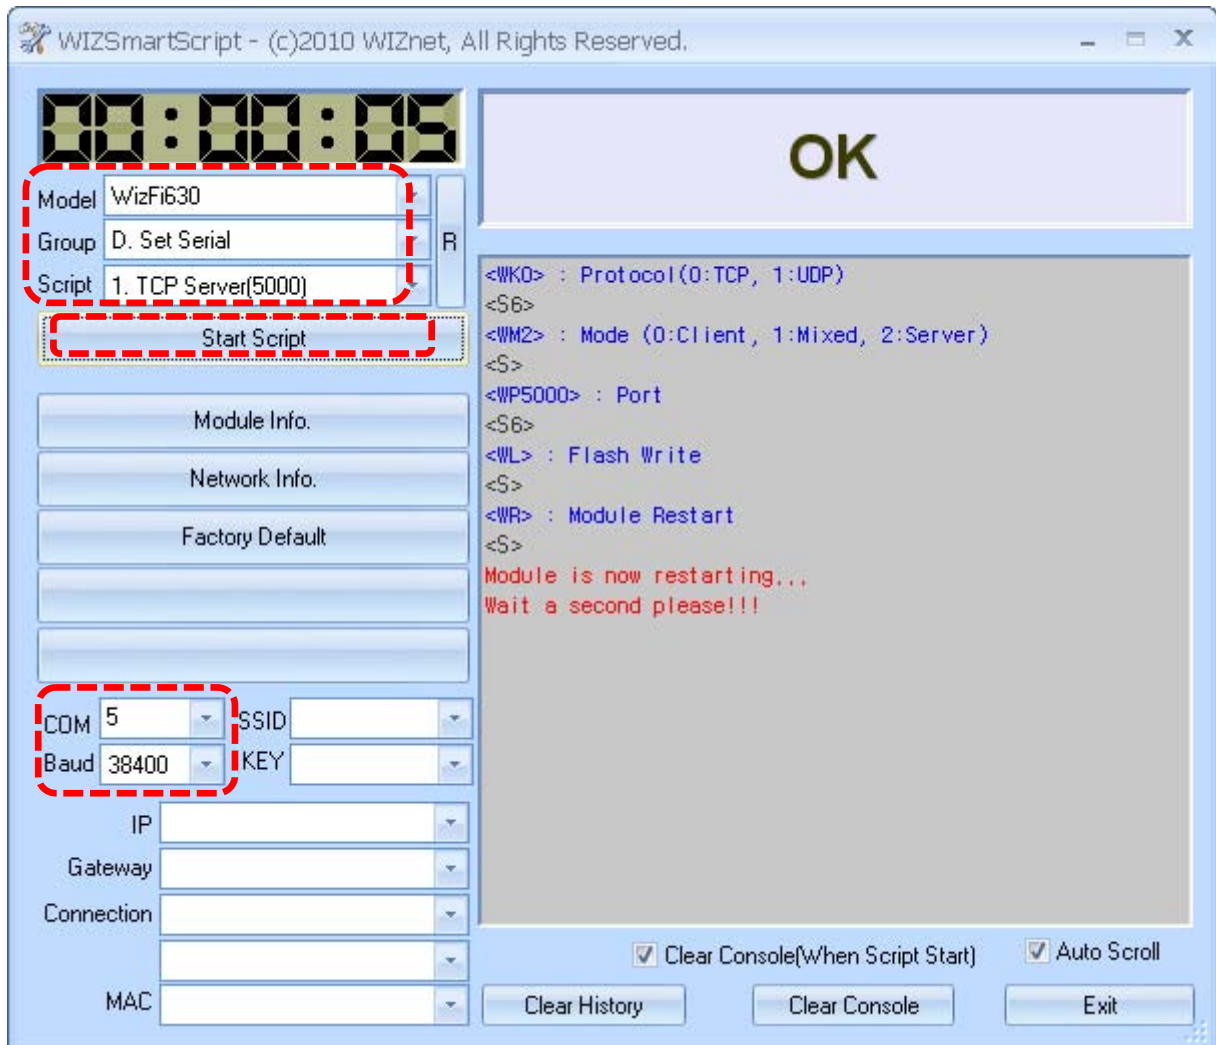 WIZSmartScript - (c)2010 WIZnet, All Rights Reserved.
00:00:05
Model WizFi630
Group D. Set Serial
Script 1. TCP Server(5000)
R
Start Script
Module Info.
Network Info.
Factory Default
COM 5 SSID
Baud 38400 KEY
IP
Gateway
Connection
MAC
OK
<WK0> : Protocol(0:TCP, 1:UDP)
<S6>
<WM2> : Mode (0:Client, 1:Mixed, 2:Server)
<S>
<WP5000> : Port
<S6>
<WL> : Flash Write
<S>
<WR> : Module Restart
<S>
Module is now restarting...
Wait a second please!!!
Clear Console(When Script Start) Auto Scroll
Clear History Clear Console Exit